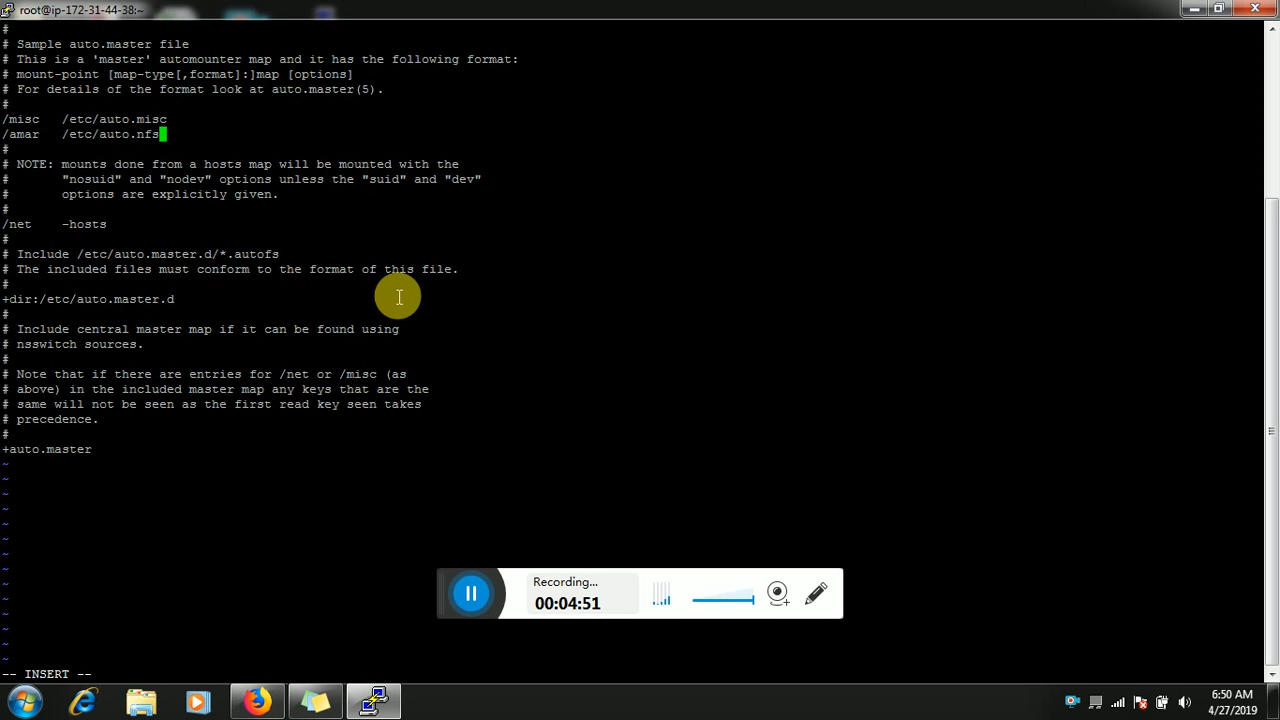 root@ip-172-31-44-38:~
#
# Sample auto.master file
# This is a 'master' automounter map and it has the following format:
# mount-point [map-type[,format]:]map [options]
# For details of the format look at auto.master(5).
#
/misc   /etc/auto.misc
/amar   /etc/auto.nfs
#
# NOTE: mounts done from a hosts map will be mounted with the
#       "nosuid" and "nodev" options unless the "suid" and "dev"
#       options are explicitly given.
#
/net    -hosts
#
# Include /etc/auto.master.d/*.autofs
# The included files must conform to the format of this file.
#
+dir:/etc/auto.master.d
#
# Include central master map if it can be found using
# nsswitch sources.
#
# Note that if there are entries for /net or /misc (as
# above) in the included master map any keys that are the
# same will not be seen as the first read key seen takes
# precedence.
#
+auto.master
~
~
~
~
~
~
~
~
~
~
~
~
~
~
-- INSERT --
Recording...
00:04:51
6:50 AM
4/27/2019